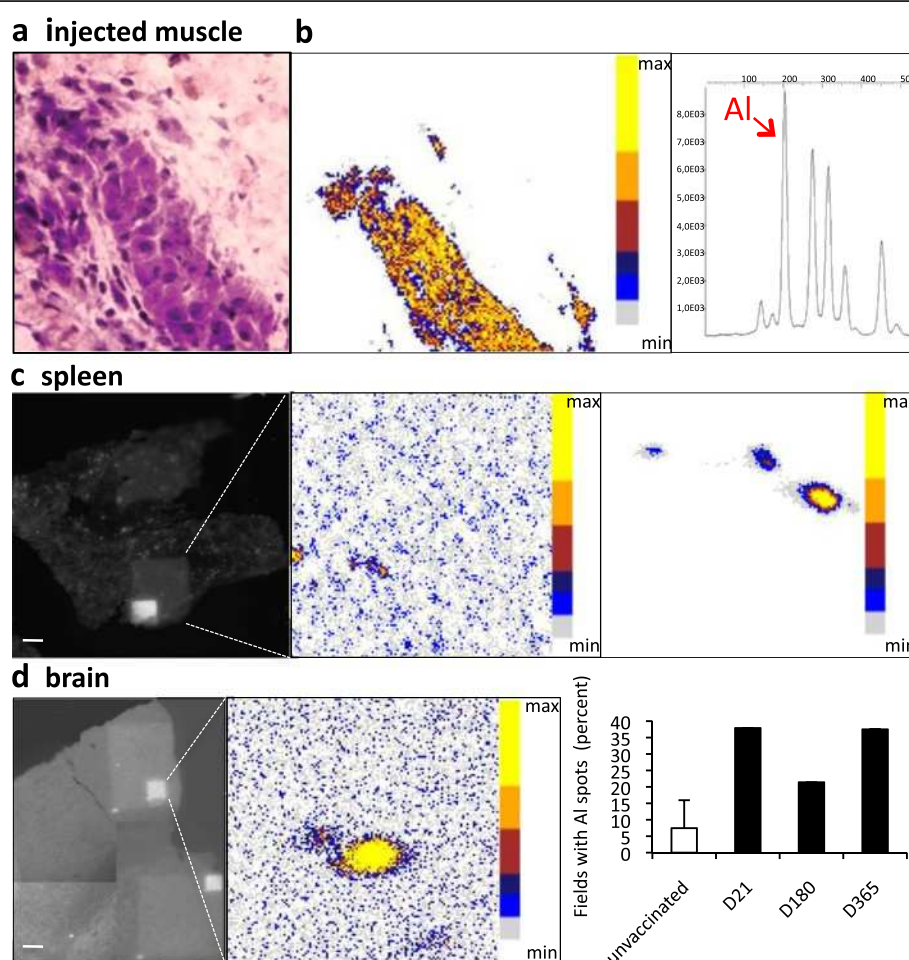 a injected muscle
b
max
min
100 200 300 400
Al
8,0E03
7,0E03
6,0E03
5,0E03
4,0E03
3,0E03
2,0E03
1,0E03
c spleen
max
min
d brain
max
min
Fields with Al spots (percent)
40
35
30
25
20
15
10
5
0
unvaccinated
D21
D180
D365